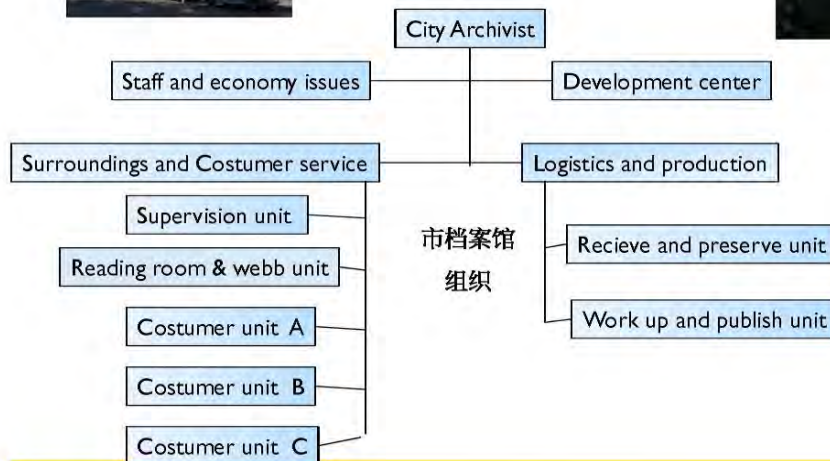 City Archivist
Staff and economy issues
Development center
Surroundings and Costumer service
Logistics and production
Supervision unit
Reading room & webb unit
Costumer unit A
Costumer unit B
Costumer unit C
市档案馆
组织
Recieve and preserve unit
Work up and publish unit